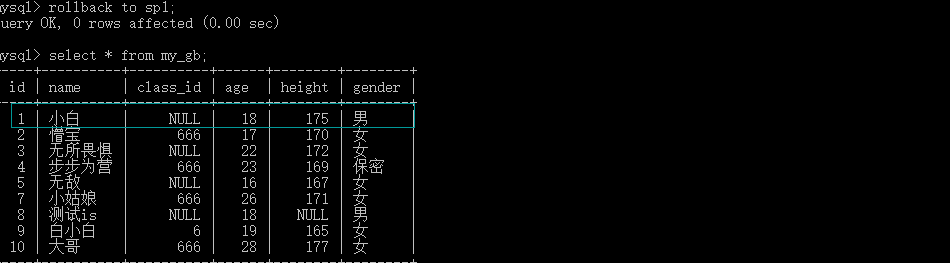 mysql> rollback to sp1;
uery OK, 0 rows affected (0.00 sec)
mysql> select * from my_gb;
id | name | class_id | age | height | gender |
1 | 小白 | NULL | 18 | 175 | 男
2 | 懵宝 | 666 | 17 | 170 | 女
3 | 无所畏惧 | NULL | 22 | 172 | 女
4 | 步步为营 | 666 | 23 | 169 | 保密
5 | 无敌 | NULL | 16 | 167 | 女
7 | 小姑娘 | 666 | 26 | 171 | 女
8 | 测试is | NULL | 18 | NULL | 男
9 | 白小白 | 6 | 19 | 165 | 女
10 | 大哥 | 666 | 28 | 177 | 女